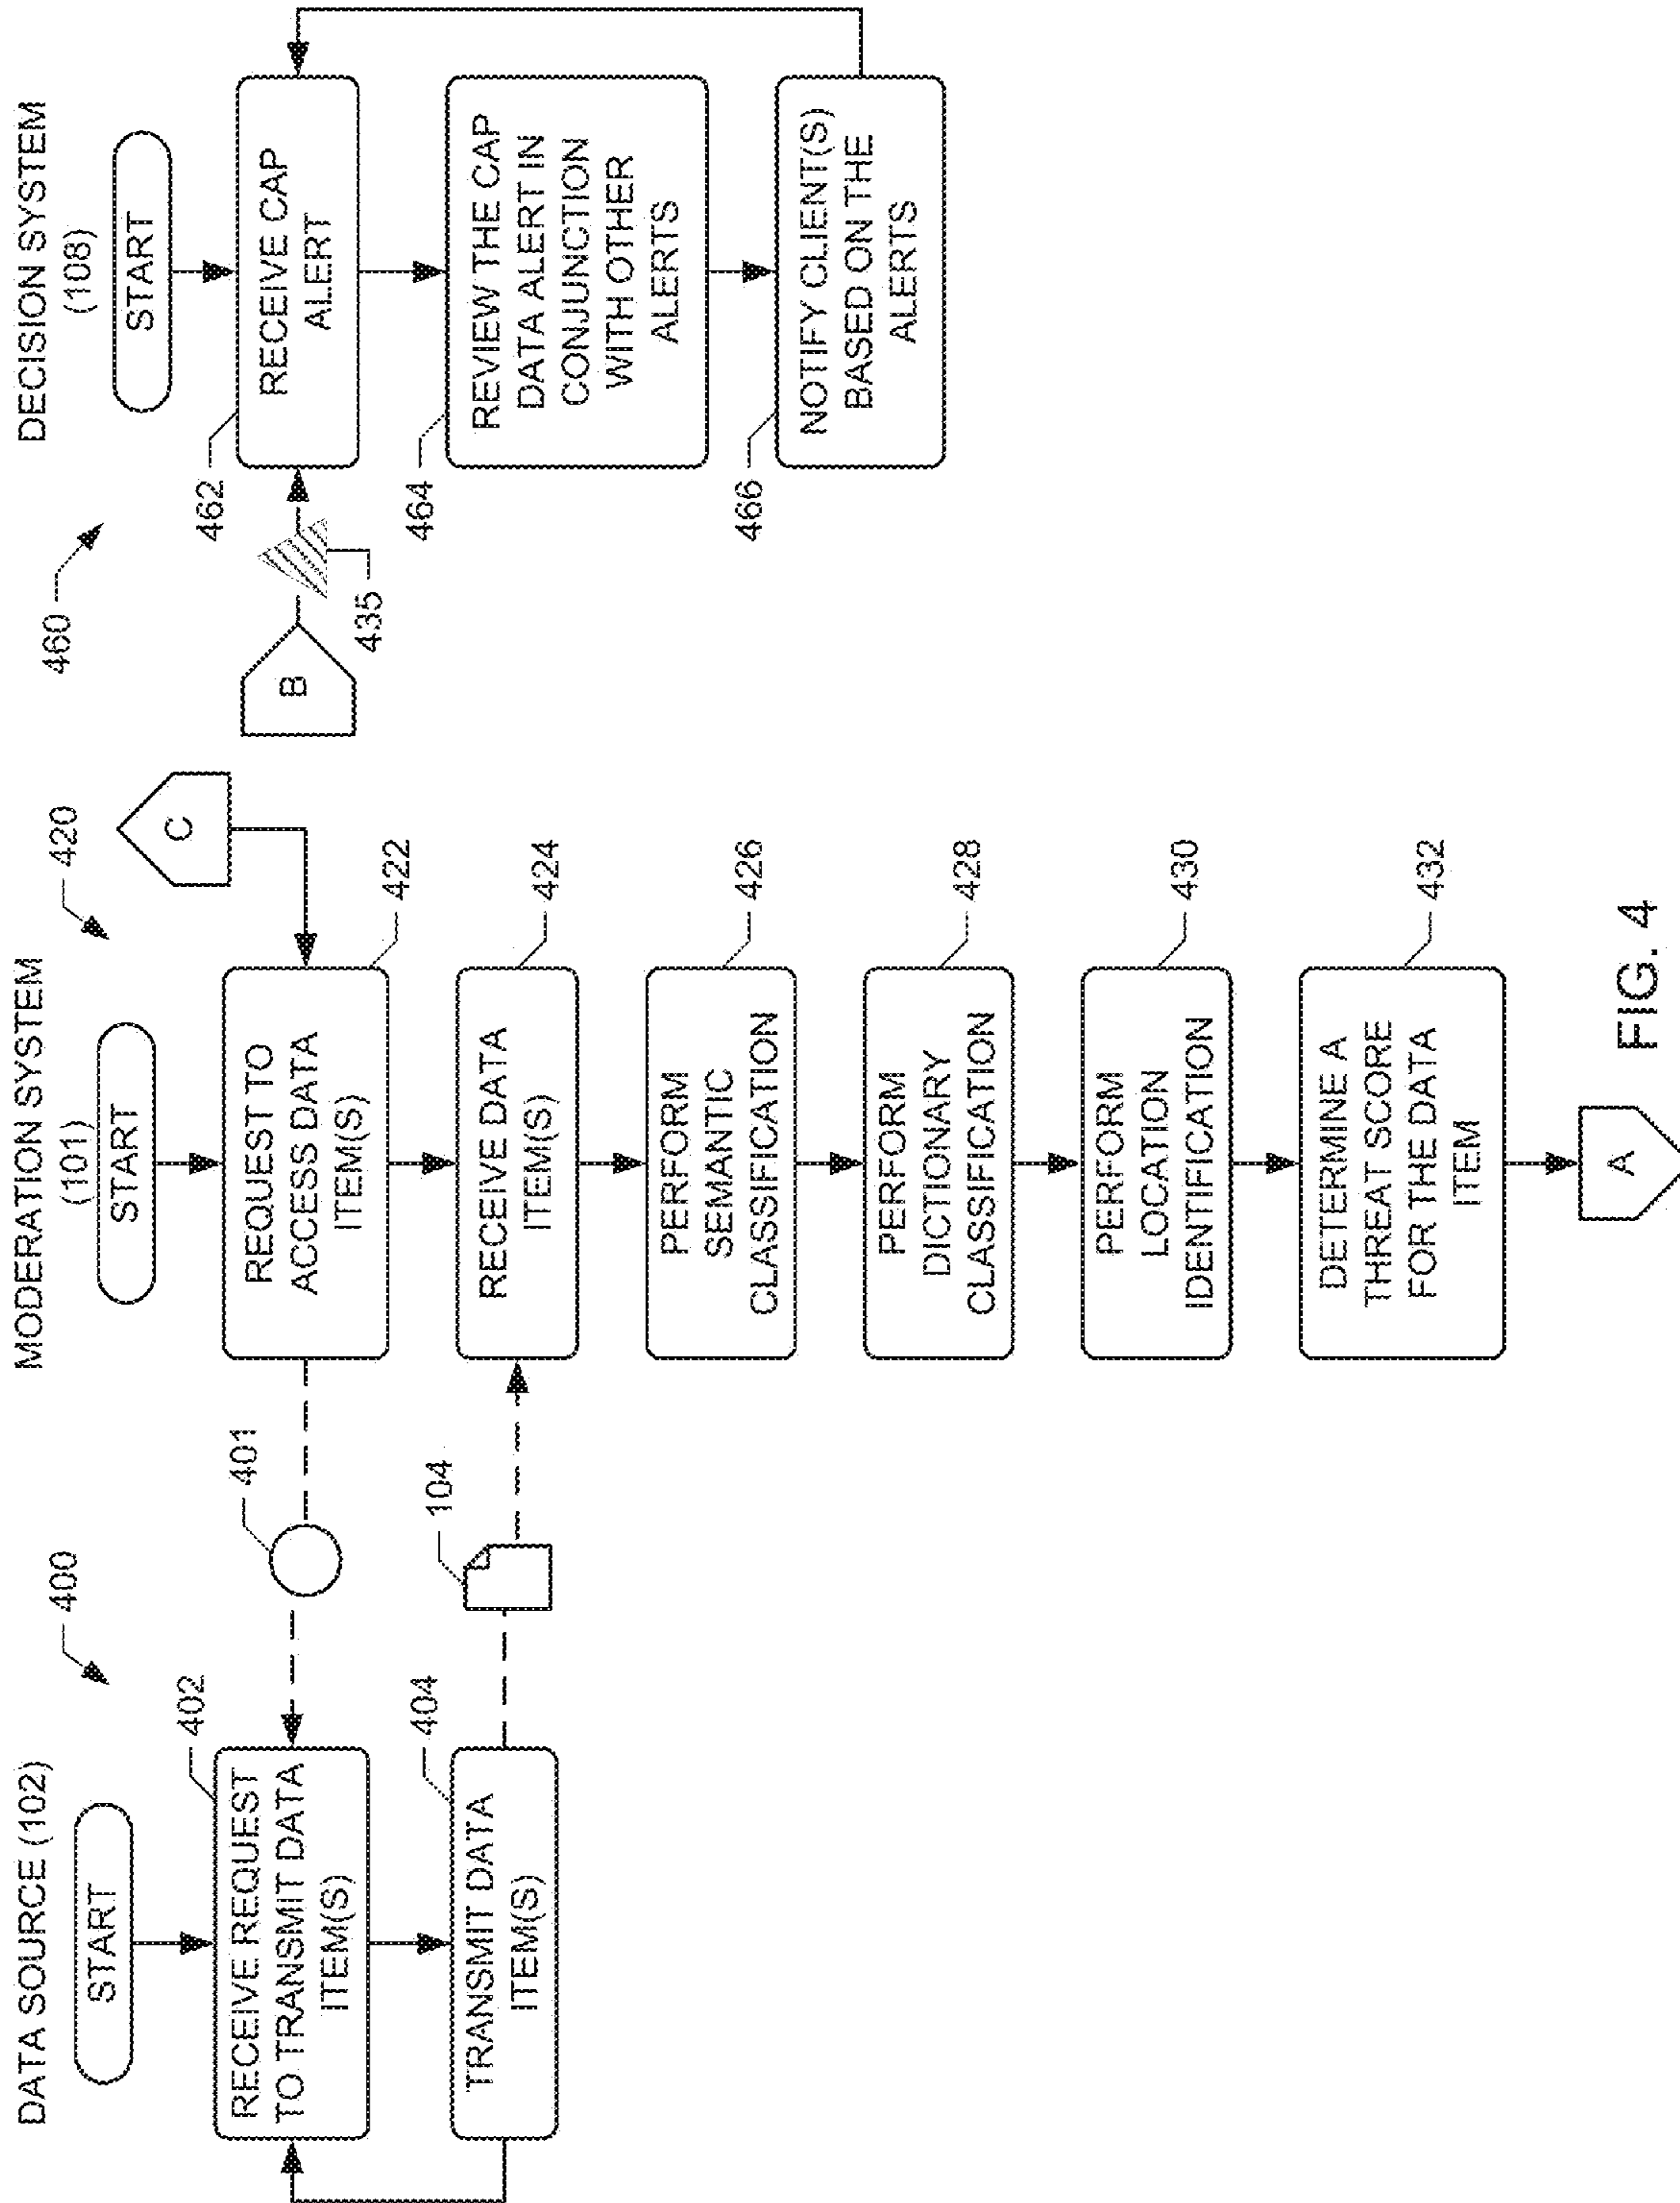 DATA SOURCE (102)
400
START
402
RECEIVE REQUEST
TO TRANSMIT DATA
ITEM(S)
404
TRANSMIT DATA
ITEM(S)
401
104
MODERATION SYSTEM
(101)
420
START
C
REQUEST TO
ACCESS DATA
ITEM(S)
422
RECEIVE DATA
ITEM(S)
424
PERFORM
SEMANTIC
CLASSIFICATION
426
PERFORM
DICTIONARY
CLASSIFICATION
428
PERFORM
LOCATION
IDENTIFICATION
430
DETERMINE A
THREAT SCORE
FOR THE DATA
ITEM
432
A
DECISION SYSTEM
(108)
460
START
B
435
462
RECEIVE CAP
ALERT
464
REVIEW THE CAP
DATA ALERT IN
CONJUNCTION
WITH OTHER
ALERTS
466
NOTIFY CLIENT(S)
BASED ON THE
ALERTS
FIG. 4